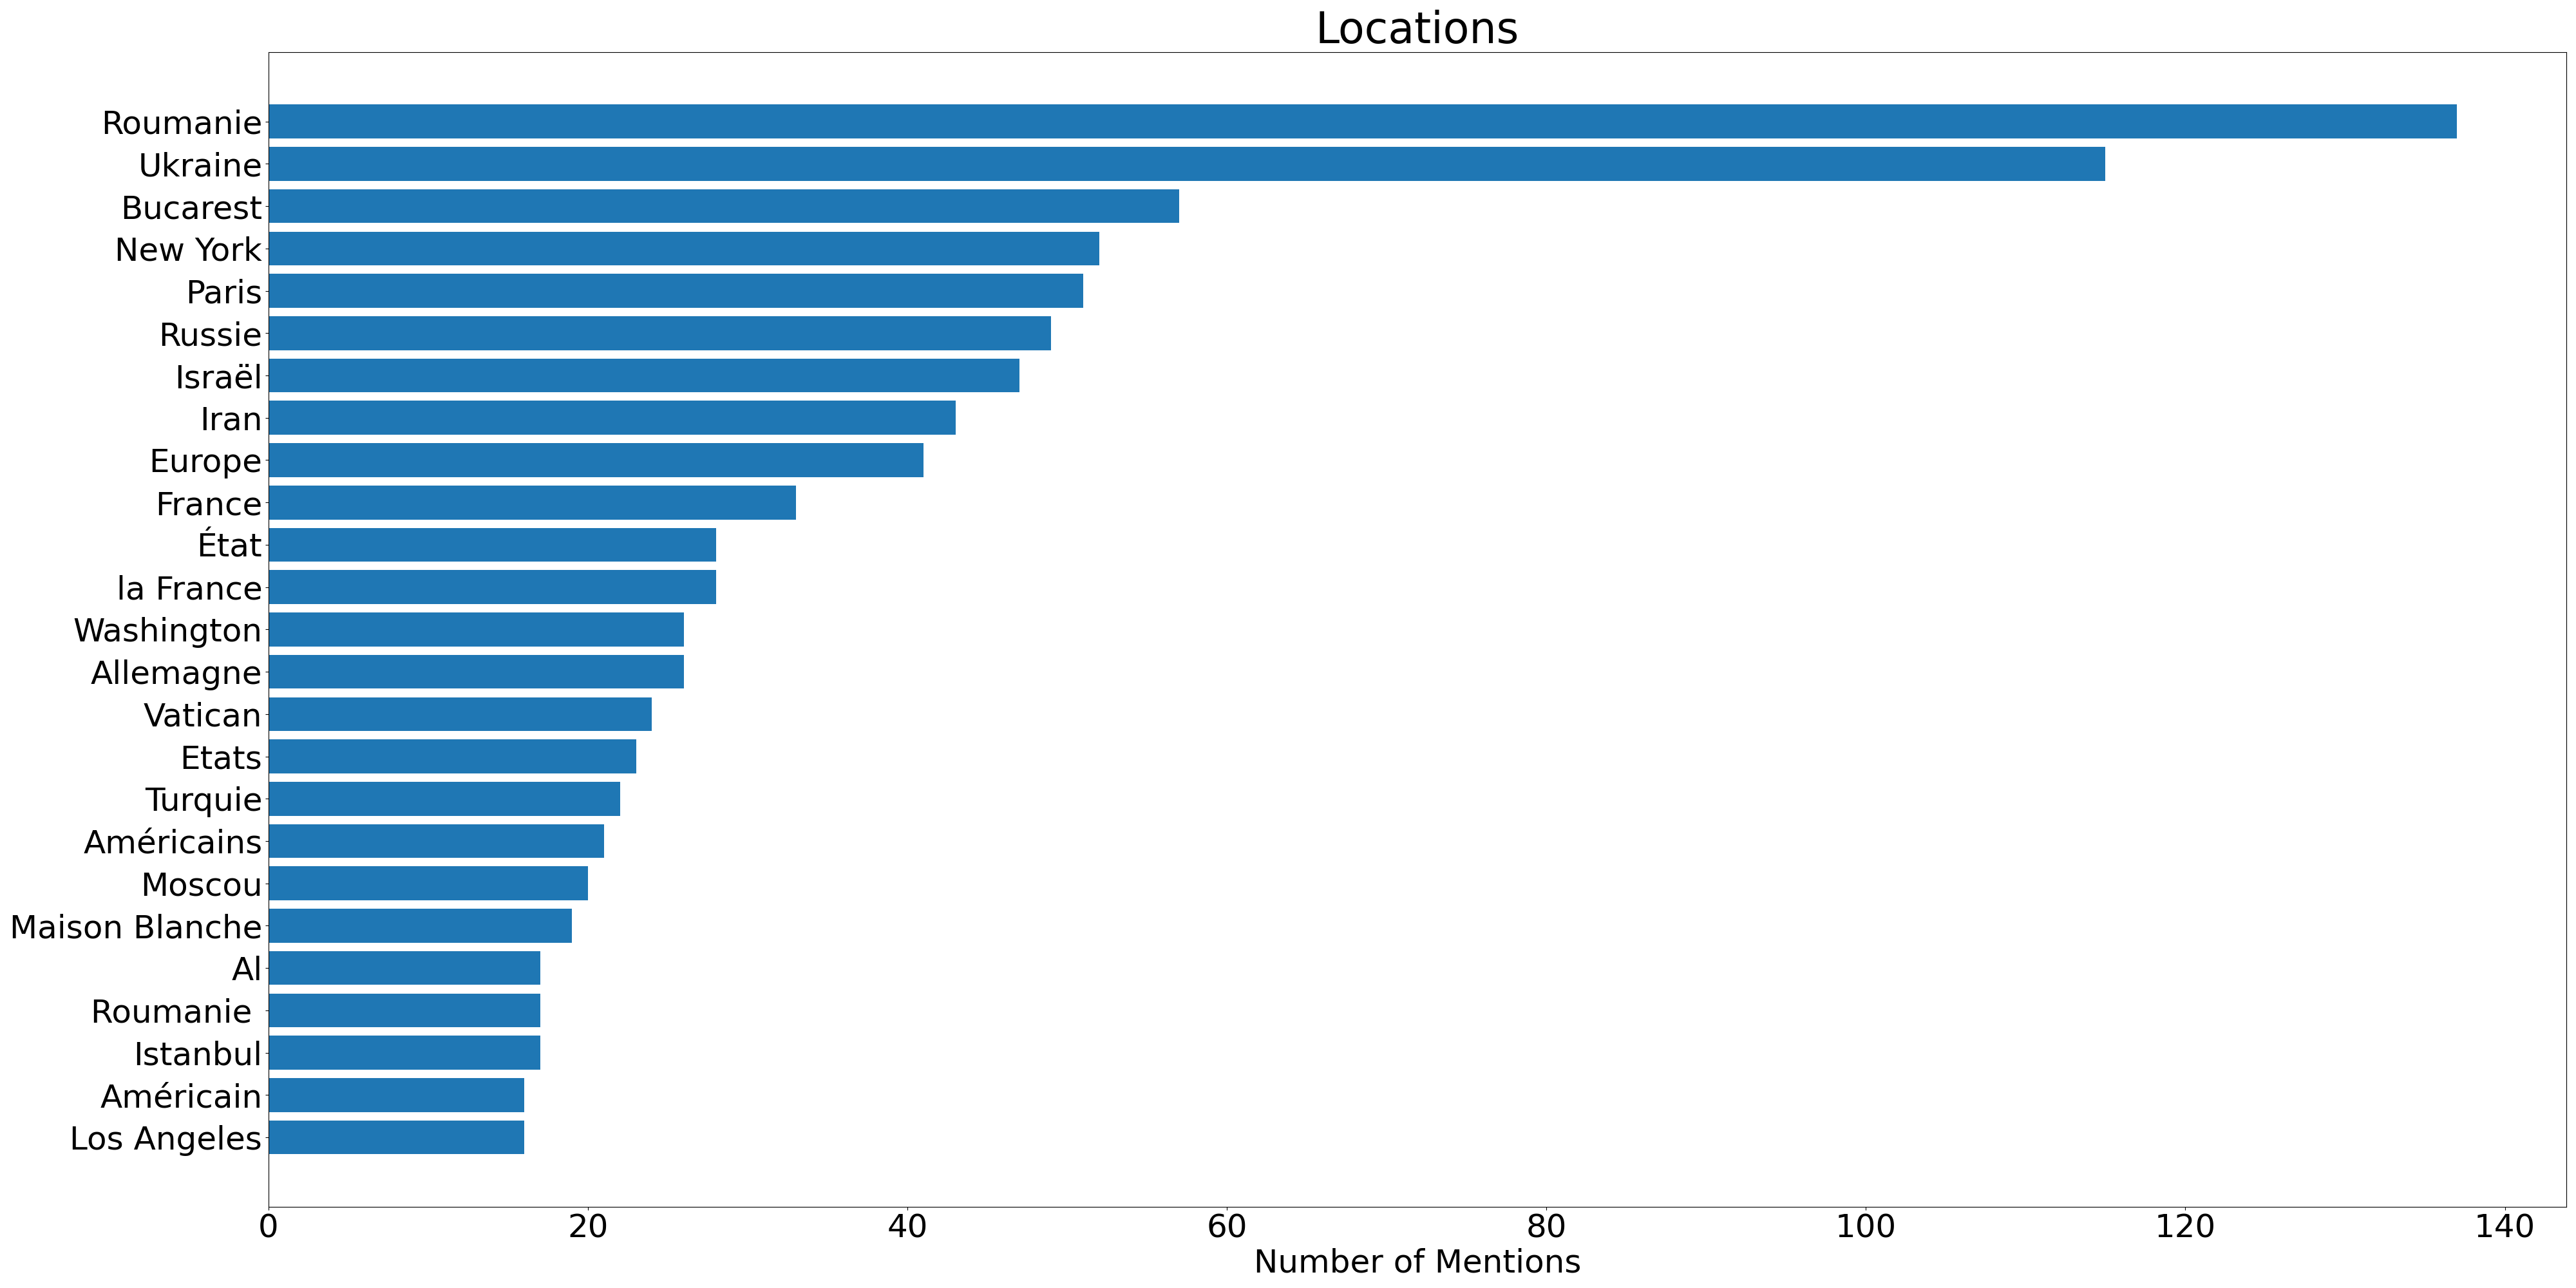 Locations
Roumanie
Ukraine
Bucarest
New York
Paris
Russie
Israël
Iran
Europe
France
État
la France
Washington
Allemagne
Vatican
Etats
Turquie
Américains
Moscou
Maison Blanche
Al
Roumanie
Istanbul
Américain
Los Angeles
0 20 40 60 80 100 120 140
Number of Mentions